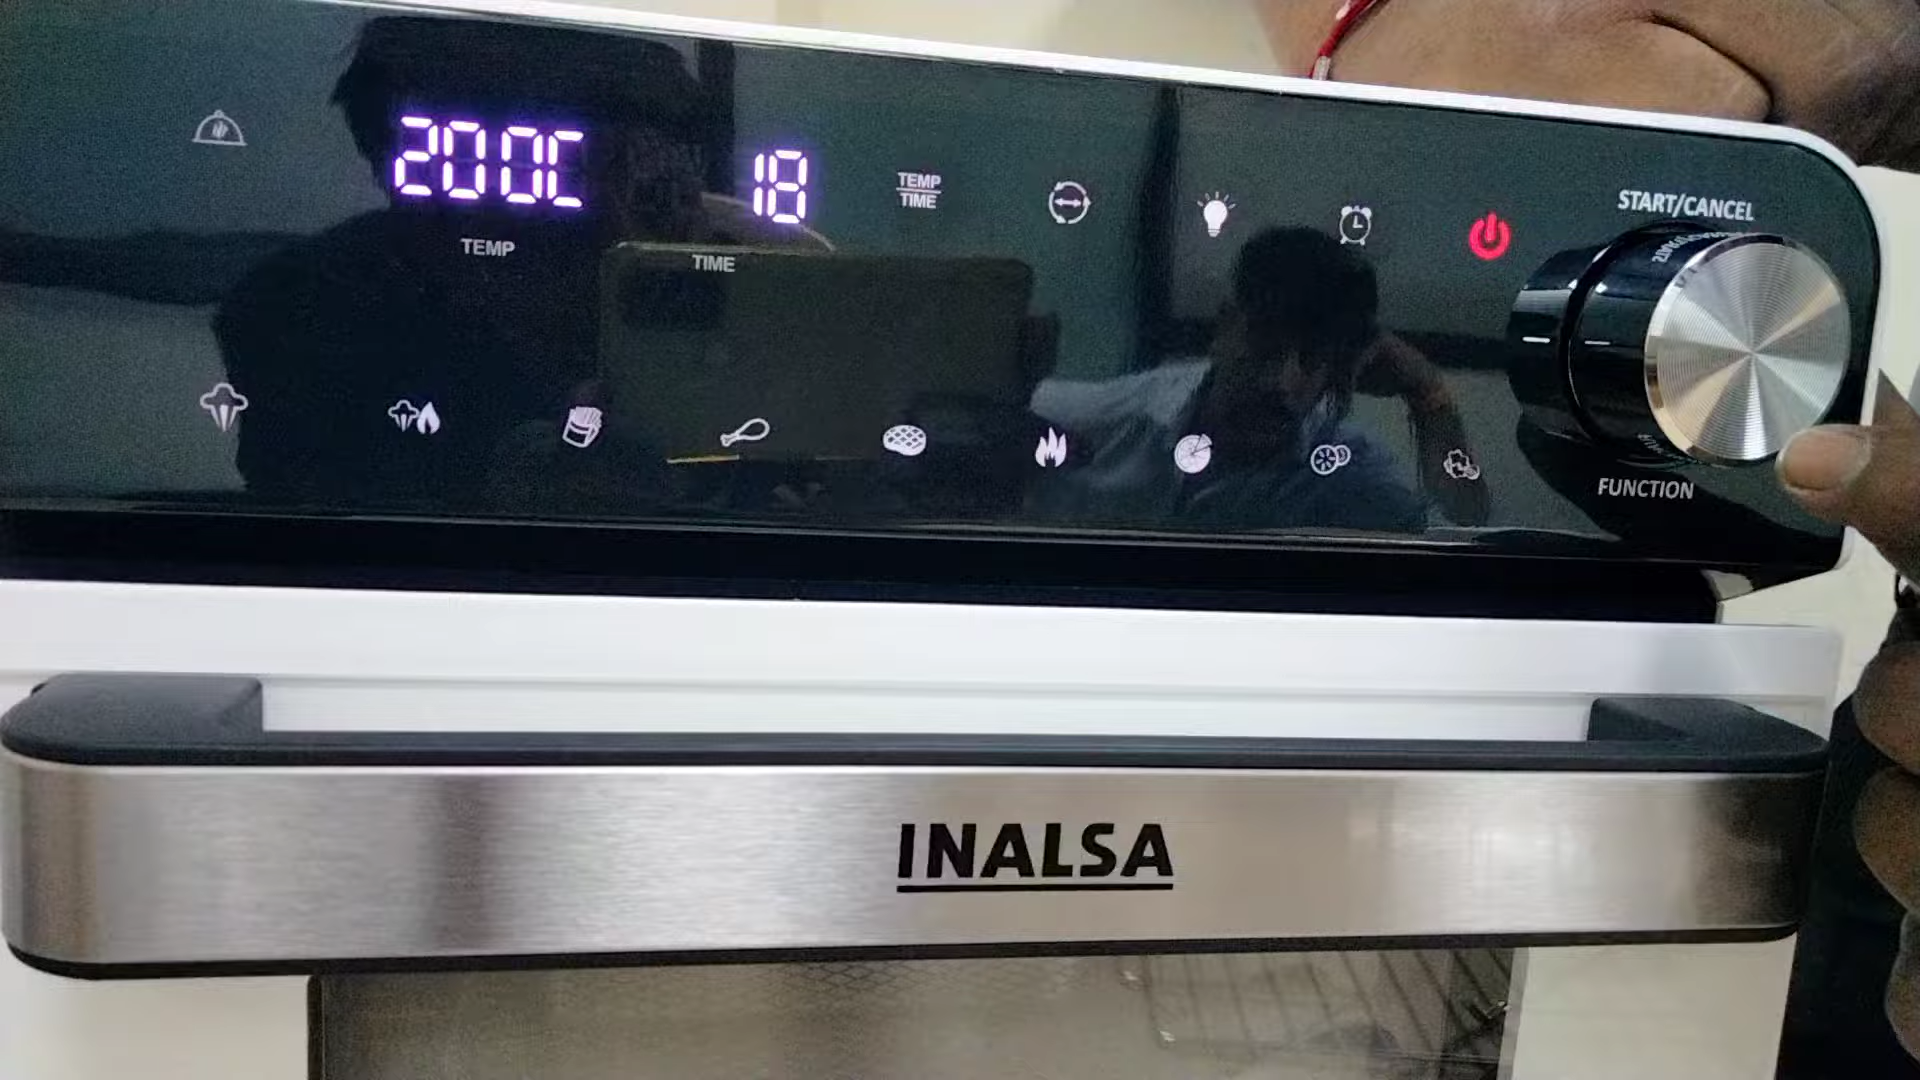 200C
18
TEMP
TIME
TEMP
TIME
START/CANCEL
FUNCTION
INALSA